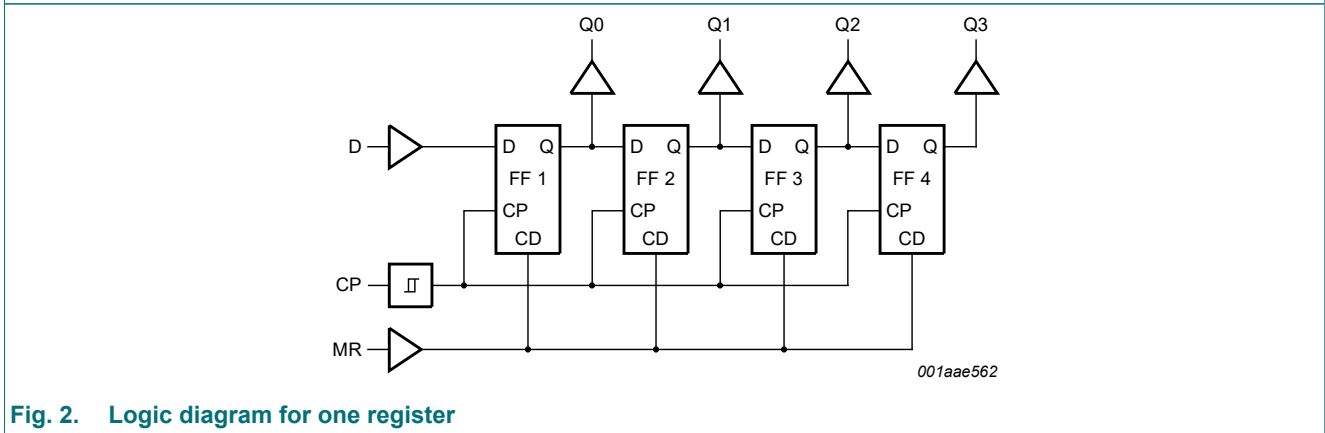 Q0 Q1 Q2 Q3
D D Q D Q D Q D Q
FF 1 FF 2 FF 3 FF 4
CP CP CP CP
CD CD CD CD
CP
MR
001aae562
Fig. 2. Logic diagram for one register